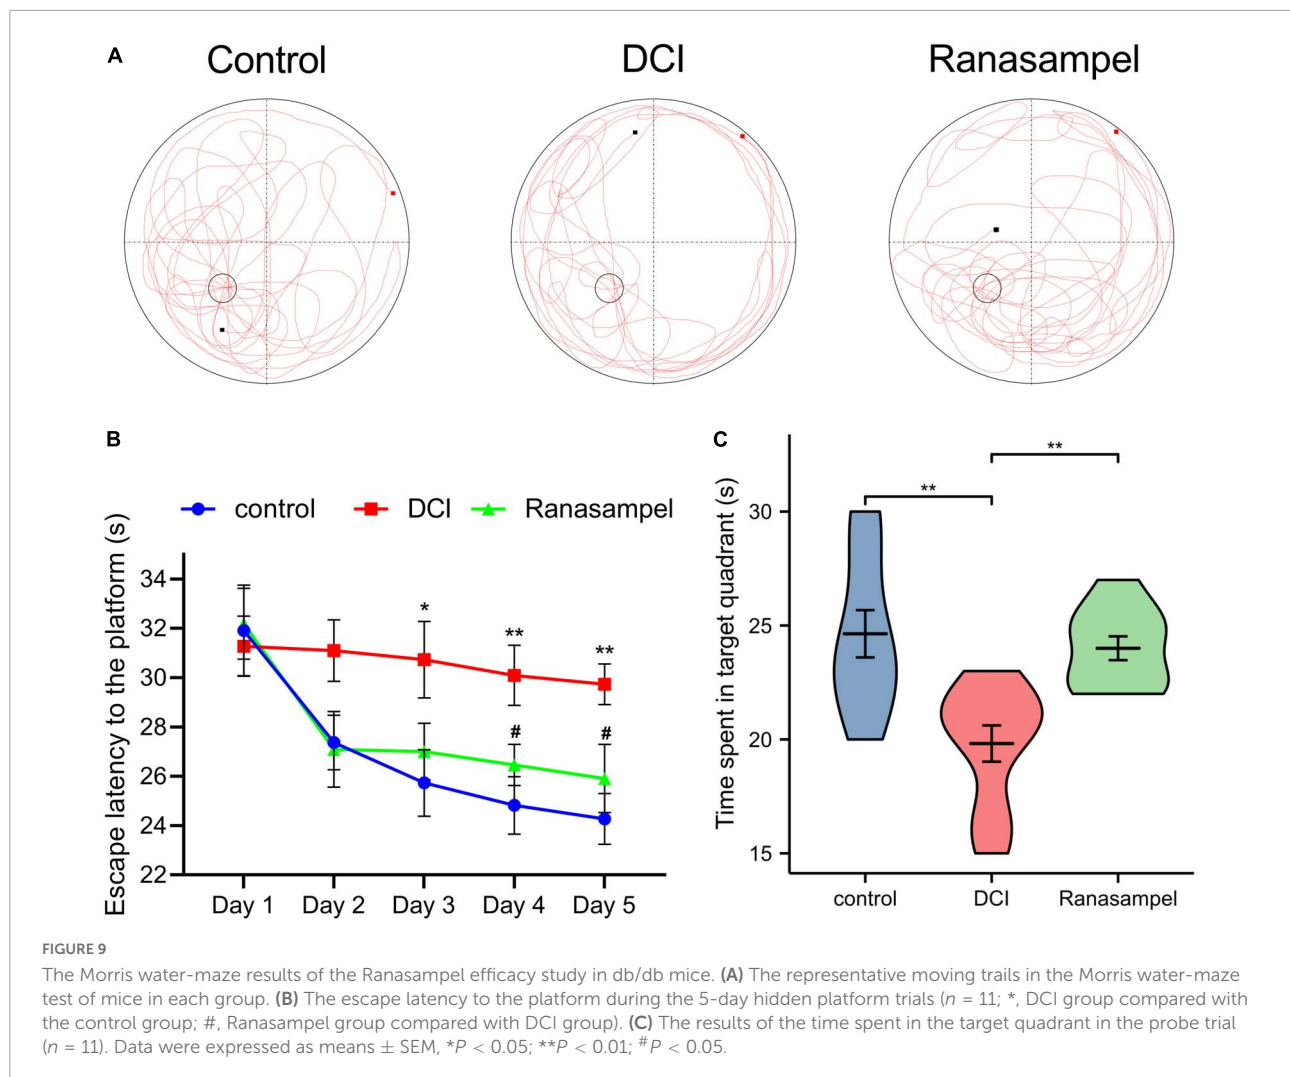 A
Control
DCI
Ranasampel
B
control
DCI
Ranasampel
Escape latency to the platform (s)
34
32
30
28
26
24
22
*
**
**
#
#
Day 1
Day 2
Day 3
Day 4
Day 5
C
Time spent in target quadrant (s)
30
25
20
15
**
**
control
DCI
Ranasampel
FIGURE 9
The Morris water-maze results of the Ranasampel efficacy study in db/db mice. (A) The representative moving trails in the Morris water-maze
test of mice in each group. (B) The escape latency to the platform during the 5-day hidden platform trials (n = 11; *, DCI group compared with
the control group; #, Ranasampel group compared with DCI group). (C) The results of the time spent in the target quadrant in the probe trial
(n = 11). Data were expressed as means ± SEM, *P < 0.05; **P < 0.01; #P < 0.05.